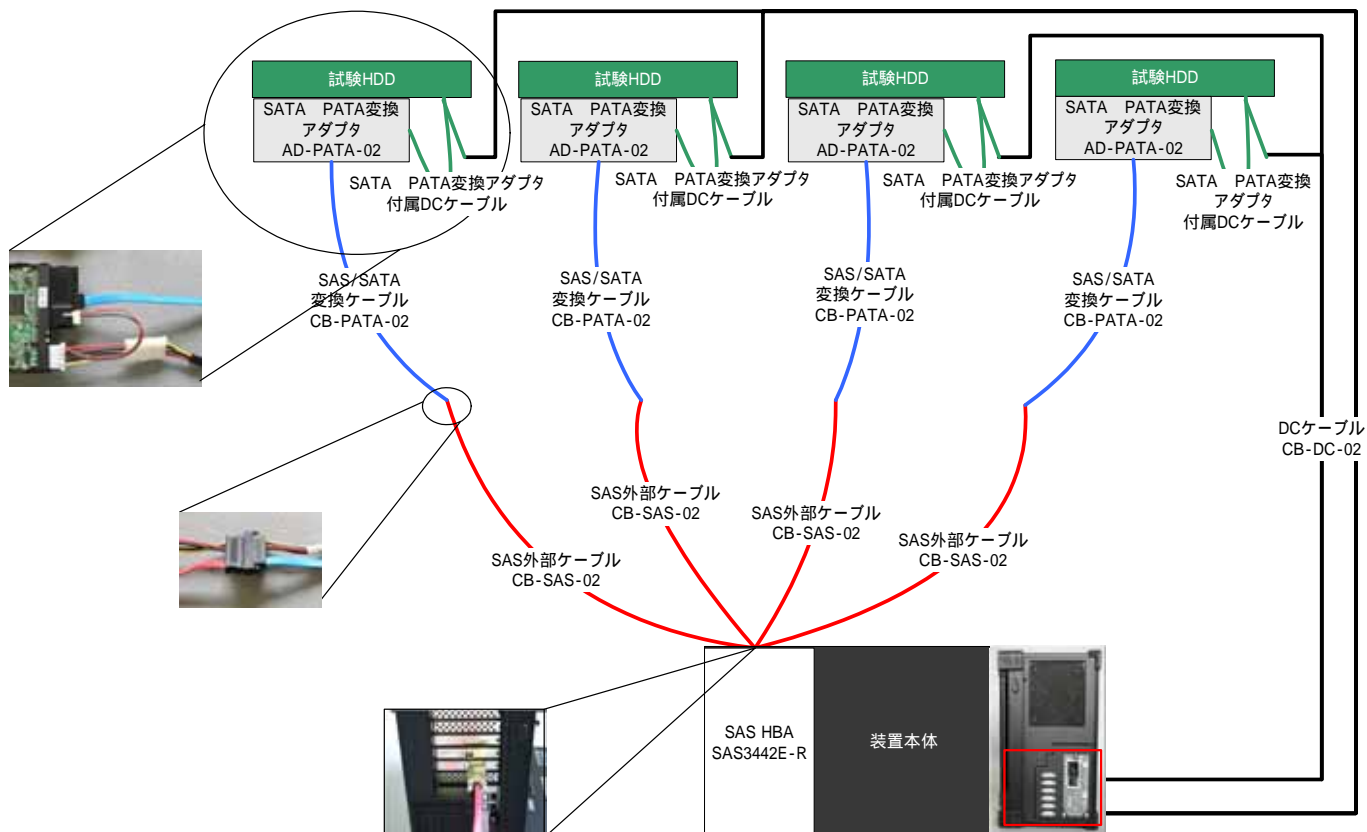 試験HDD
試験HDD
試験HDD
試験HDD
SATA PATA変換
アダプタ
AD-PATA-02
SATA PATA変換
アダプタ
AD-PATA-02
SATA PATA変換
アダプタ
AD-PATA-02
SATA PATA変換
アダプタ
AD-PATA-02
SATA PATA変換アダプタ
付属DCケーブル
SATA PATA変換アダプタ
付属DCケーブル
SATA PATA変換アダプタ
付属DCケーブル
SATA PATA変換
アダプタ
付属DCケーブル
SAS/SATA
変換ケーブル
CB-PATA-02
SAS/SATA
変換ケーブル
CB-PATA-02
SAS/SATA
変換ケーブル
CB-PATA-02
SAS/SATA
変換ケーブル
CB-PATA-02
DCケーブル
CB-DC-02
SAS外部ケーブル
CB-SAS-02
SAS外部ケーブル
CB-SAS-02
SAS外部ケーブル
CB-SAS-02
SAS外部ケーブル
CB-SAS-02
SAS HBA
SAS3442E-R
装置本体